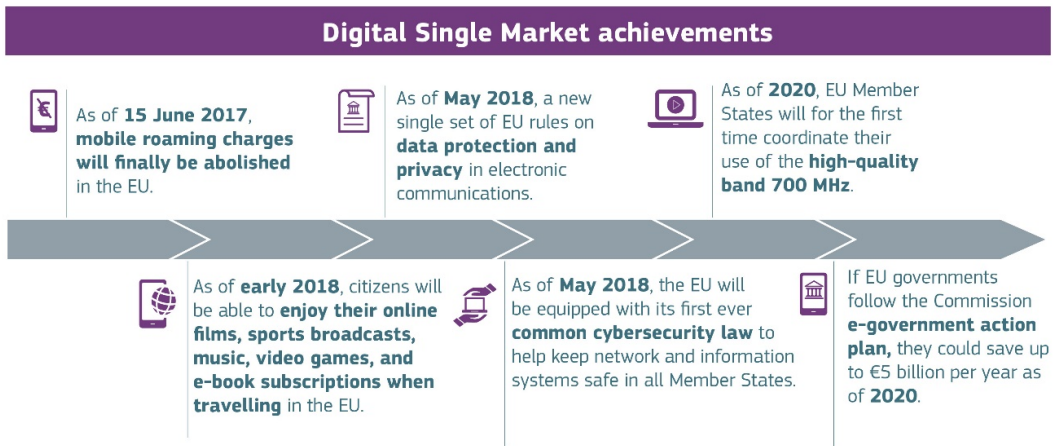 Digital Single Market achievements
As of 15 June 2017,
mobile roaming charges
will finally be abolished
in the EU.
As of May 2018, a new
single set of EU rules on
data protection and
privacy in electronic
communications.
As of 2020, EU Member
States will for the first
time coordinate their
use of the high-quality
band 700 MHz.
As of early 2018, citizens will
be able to enjoy their online
films, sports broadcasts,
music, video games, and
e-book subscriptions when
travelling in the EU.
As of May 2018, the EU will
be equipped with its first ever
common cybersecurity law to
help keep network and information
systems safe in all Member States.
If EU governments
follow the Commission
e-government action
plan, they could save up
to €5 billion per year as
of 2020.